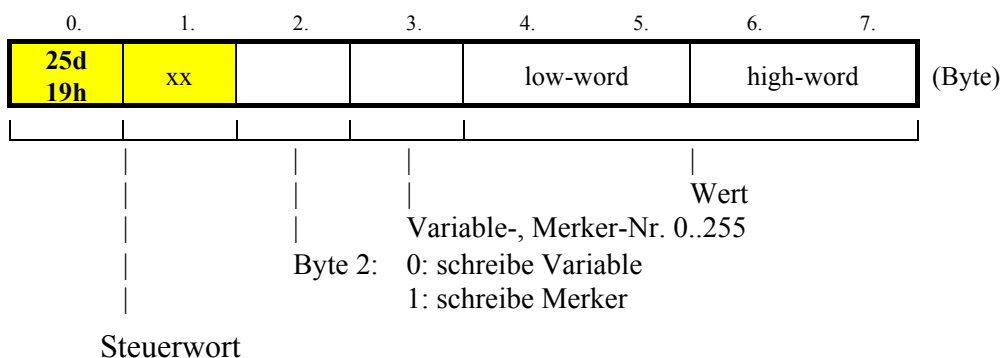 0. 1. 2. 3. 4. 5. 6. 7.
25d
19h xx low-word high-word (Byte)
Wert
Variable-, Merker-Nr. 0..255
Byte 2: 0: schreibe Variable
1: schreibe Merker
Steuerwort